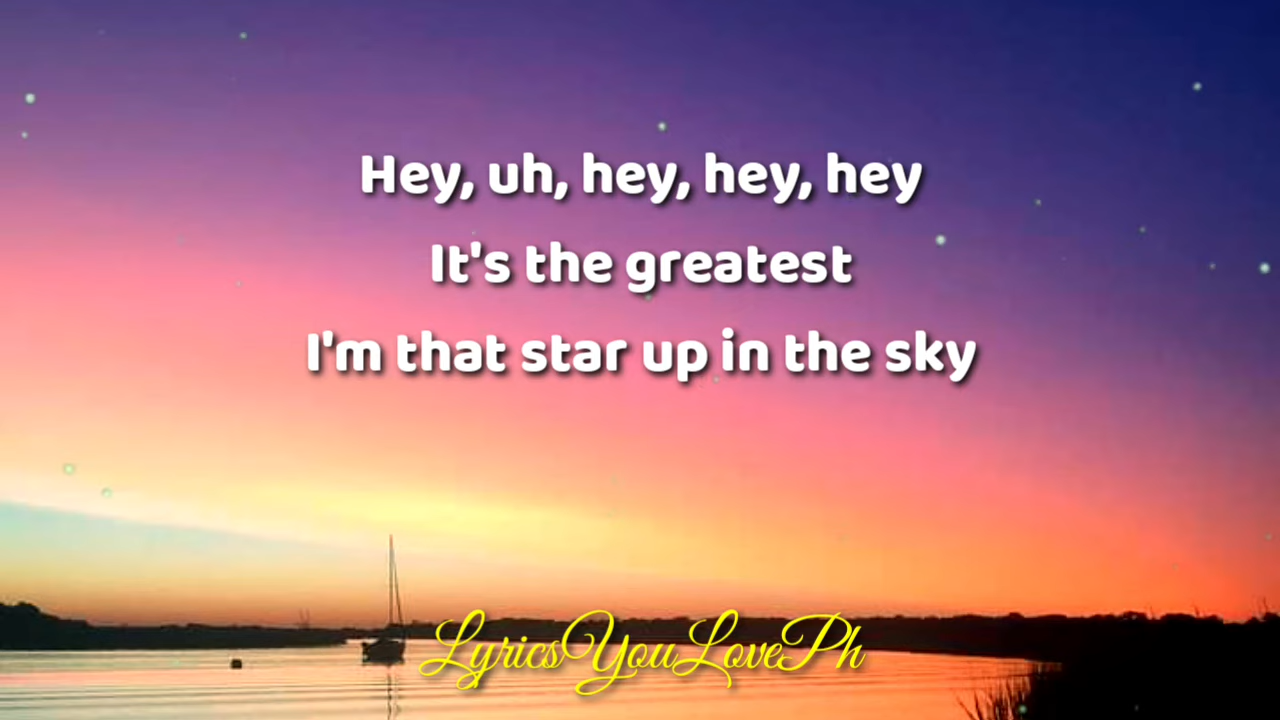 Hey, uh, hey, hey, hey
It's the greatest
I'm that star up in the sky
LyricsYouLovePh